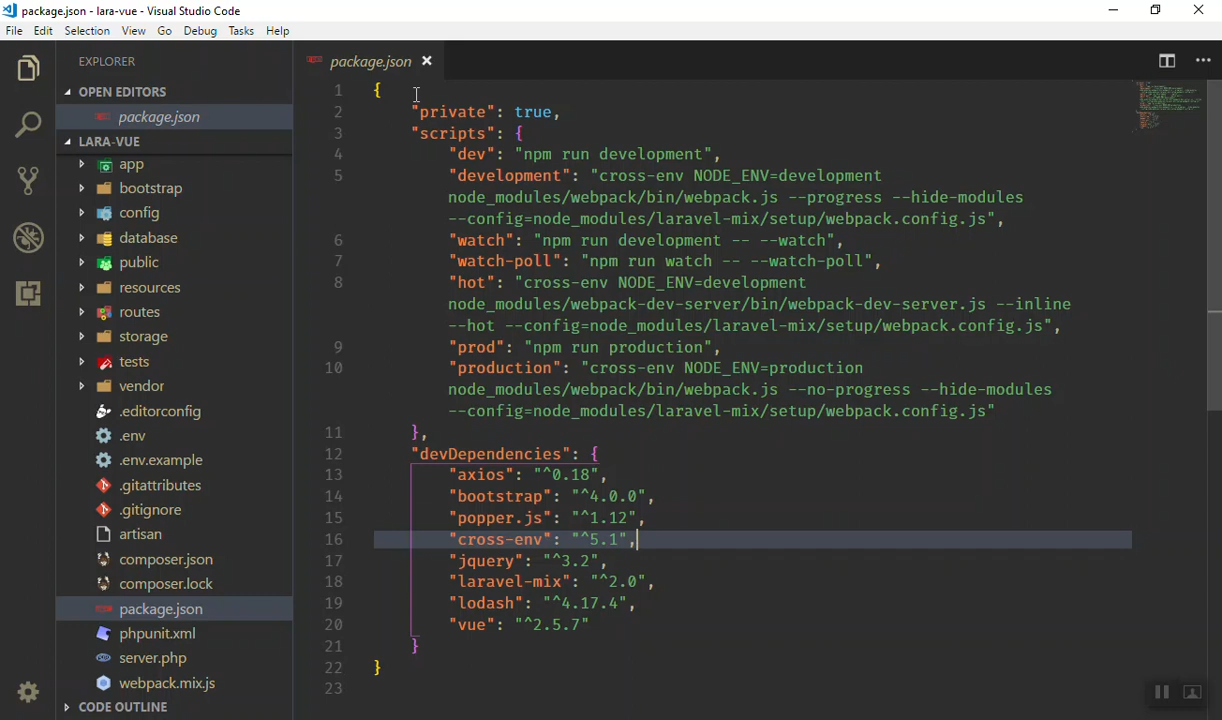 package.json - lara-vue - Visual Studio Code
File Edit Selection View Go Debug Tasks Help
EXPLORER
OPEN EDITORS
package.json
LARA-VUE
app
bootstrap
config
database
public
resources
routes
storage
tests
vendor
.editorconfig
.env
.env.example
.gitattributes
.gitignore
artisan
composer.json
composer.lock
package.json
phpunit.xml
server.php
webpack.mix.js
CODE OUTLINE
package.json
1 {
2 "private": true,
3 "scripts": {
4 "dev": "npm run development",
5 "development": "cross-env NODE_ENV=development
node_modules/webpack/bin/webpack.js --progress --hide-modules
--config=node_modules/laravel-mix/setup/webpack.config.js",
6 "watch": "npm run development -- --watch",
7 "watch-poll": "npm run watch -- --watch-poll",
8 "hot": "cross-env NODE_ENV=development
node_modules/webpack-dev-server/bin/webpack-dev-server.js --inline
--hot --config=node_modules/laravel-mix/setup/webpack.config.js",
9 "prod": "npm run production",
10 "production": "cross-env NODE_ENV=production
node_modules/webpack/bin/webpack.js --no-progress --hide-modules
--config=node_modules/laravel-mix/setup/webpack.config.js"
11 },
12 "devDependencies": {
13 "axios": "^0.18",
14 "bootstrap": "^4.0.0",
15 "popper.js": "^1.12",
16 "cross-env": "^5.1",
17 "jquery": "^3.2",
18 "laravel-mix": "^2.0",
19 "lodash": "^4.17.4",
20 "vue": "^2.5.7"
21 }
22 }
23